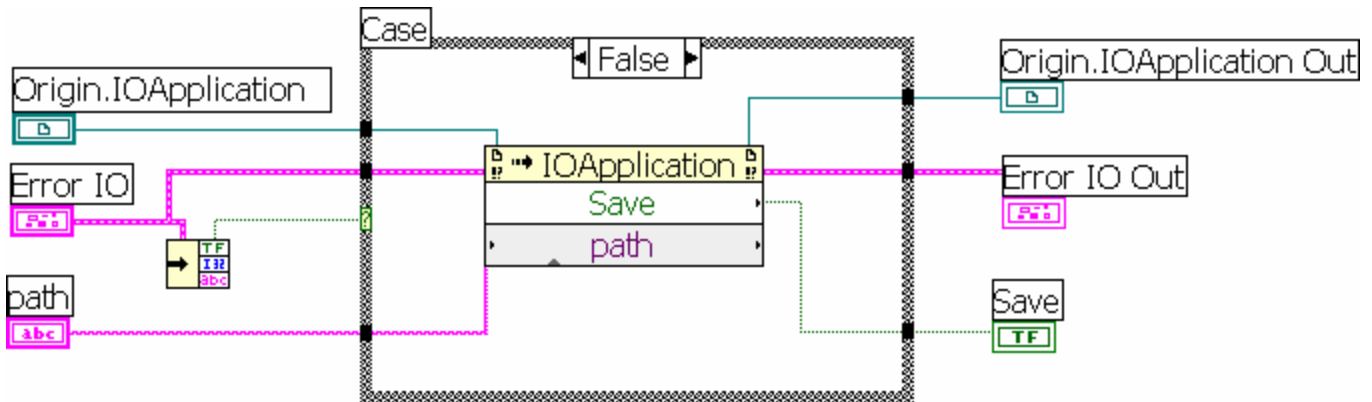 Case
False
Origin.IOApplication
Origin.IOApplication Out
IOApplication
Error IO
Error IO Out
Save
path
TF
I32
abc
path
abc
Save
TF